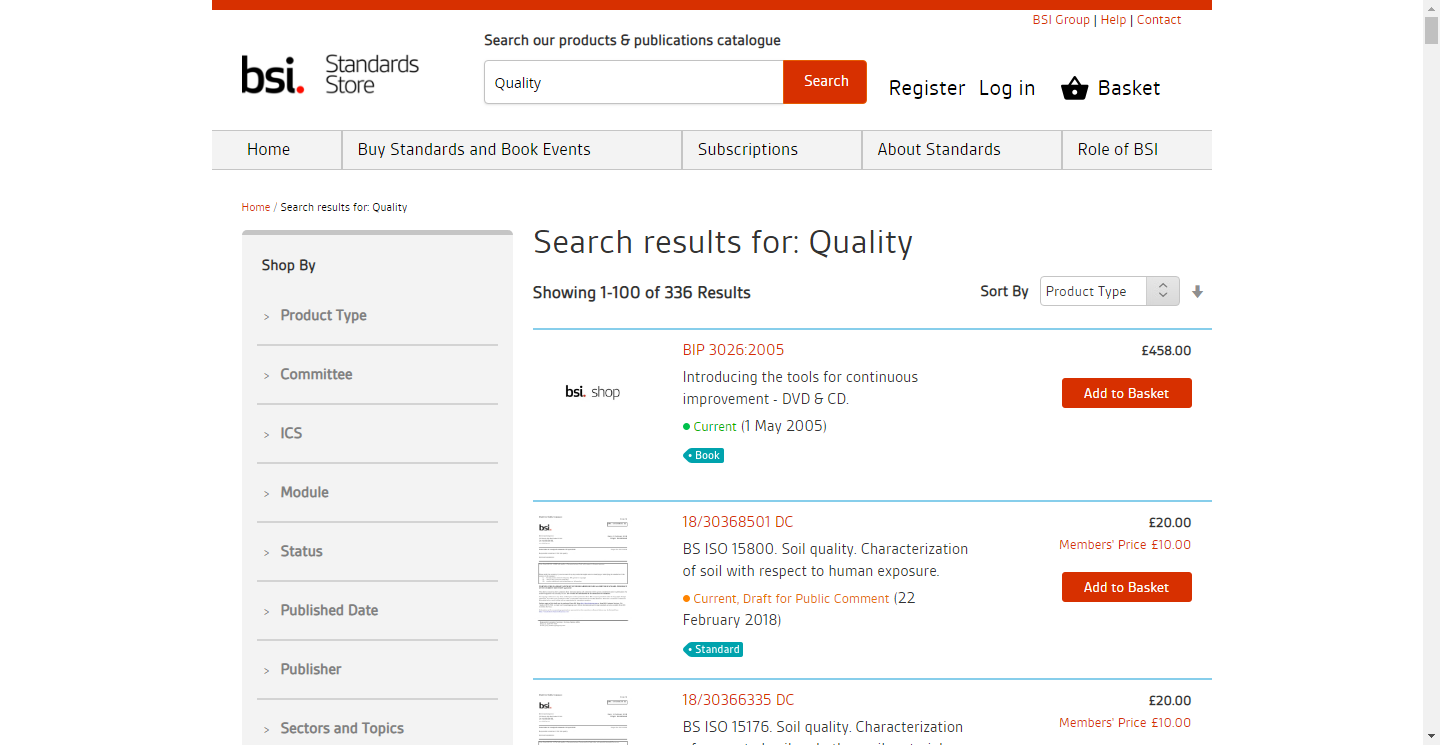 BSI Group | Help | Contact
Search our products & publications catalogue
bsi. Standards Store
Quality
Search
Register Log in Basket
Home
Buy Standards and Book Events
Subscriptions
About Standards
Role of BSI
Home / Search results for: Quality
Shop By
> Product Type
> Committee
> ICS
> Module
> Status
> Published Date
> Publisher
> Sectors and Topics
Search results for: Quality
Showing 1-100 of 336 Results
Sort By Product Type
bsi. shop
BIP 3026:2005
Introducing the tools for continuous
improvement - DVD & CD.
Current (1 May 2005)
Book
£458.00
Add to Basket
bsi.
18/30368501 DC
BS ISO 15800. Soil quality. Characterization
of soil with respect to human exposure.
Current, Draft for Public Comment (22
February 2018)
Standard
£20.00
Members' Price £10.00
Add to Basket
bsi.
18/30366335 DC
BS ISO 15176. Soil quality. Characterization
£20.00
Members' Price £10.00